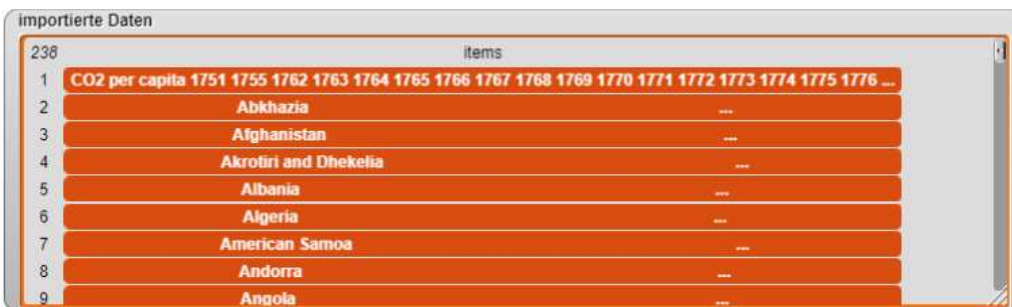 importierte Daten
238 items
1 CO2 per capita 1751 1755 1762 1763 1764 1765 1766 1767 1768 1769 1770 1771 1772 1773 1774 1775 1776 ...
2 Abkhazia ...
3 Afghanistan ...
4 Akrotiri and Dhekelia ...
5 Albania ...
6 Algeria ...
7 American Samoa ...
8 Andorra ...
9 Angola ...